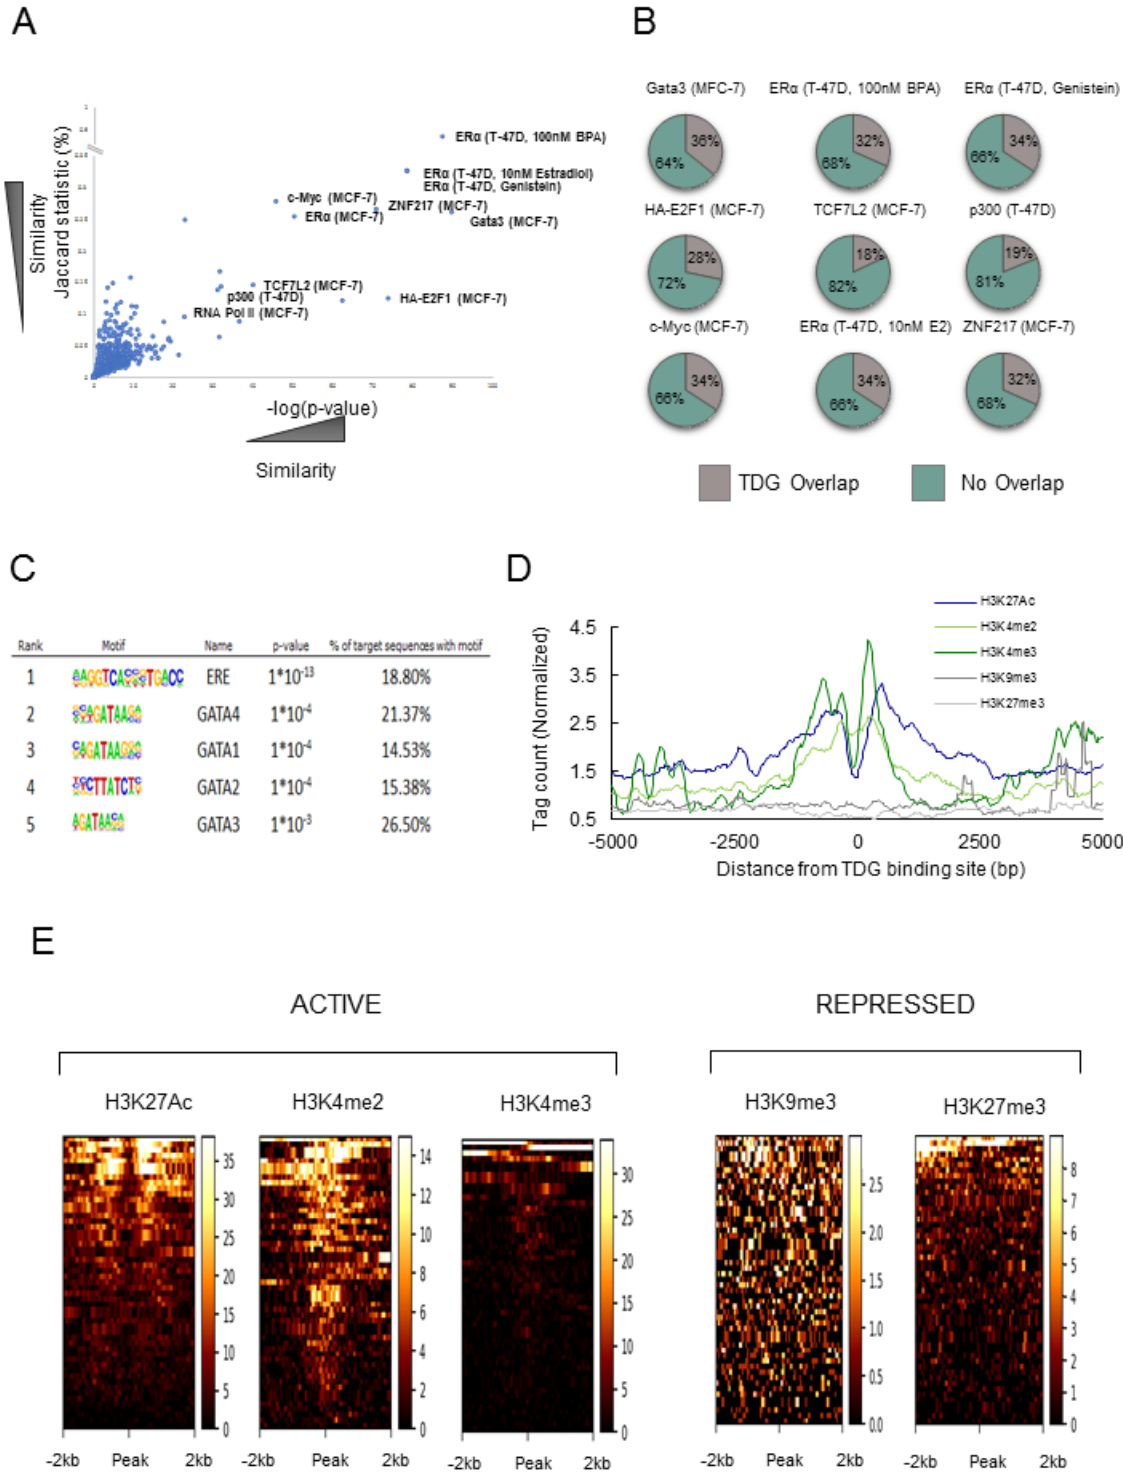 A
Similarity
Jaccard statistic (%)
ERα (T-47D, 100nM BPA)
ERα (T-47D, 10nM Estradiol)
ERα (T-47D, Genistein)
c-Myc (MCF-7)
ZNF217 (MCF-7)
ERα (MCF-7)
Gata3 (MCF-7)
TCF7L2 (MCF-7)
p300 (T-47D)
HA-E2F1 (MCF-7)
RNA Pol II (MCF-7)
-log(p-value)
Similarity
B
Gata3 (MFC-7) ERα (T-47D, 100nM BPA) ERα (T-47D, Genistein)
36% 32% 34%
64% 68% 66%
HA-E2F1 (MCF-7) TCF7L2 (MCF-7) p300 (T-47D)
28% 18% 19%
72% 82% 81%
c-Myc (MCF-7) ERα (T-47D, 10nM E2) ZNF217 (MCF-7)
34% 34% 32%
66% 66% 68%
TDG Overlap No Overlap
C
Rank Motif Name p-value % of target sequences with motif
1 ERE 1*10-13 18.80%
2 GATA4 1*10-4 21.37%
3 GATA1 1*10-4 14.53%
4 GATA2 1*10-4 15.38%
5 GATA3 1*10-3 26.50%
D
H3K27Ac
H3K4me2
H3K4me3
H3K9me3
H3K27me3
Tag count (Normalized)
4.5
3.5
2.5
1.5
0.5
-5000 -2500 0 2500 5000
Distance from TDG binding site (bp)
E
ACTIVE REPRESSED
H3K27Ac H3K4me2 H3K4me3 H3K9me3 H3K27me3
35
30
25
20
15
10
5
0
14
12
10
8
6
4
2
0
30
25
20
15
10
5
0
2.5
2.0
1.5
1.0
0.5
0.0
8
7
6
5
4
3
2
1
0
-2kb Peak 2kb -2kb Peak 2kb -2kb Peak 2kb -2kb Peak 2kb -2kb Peak 2kb